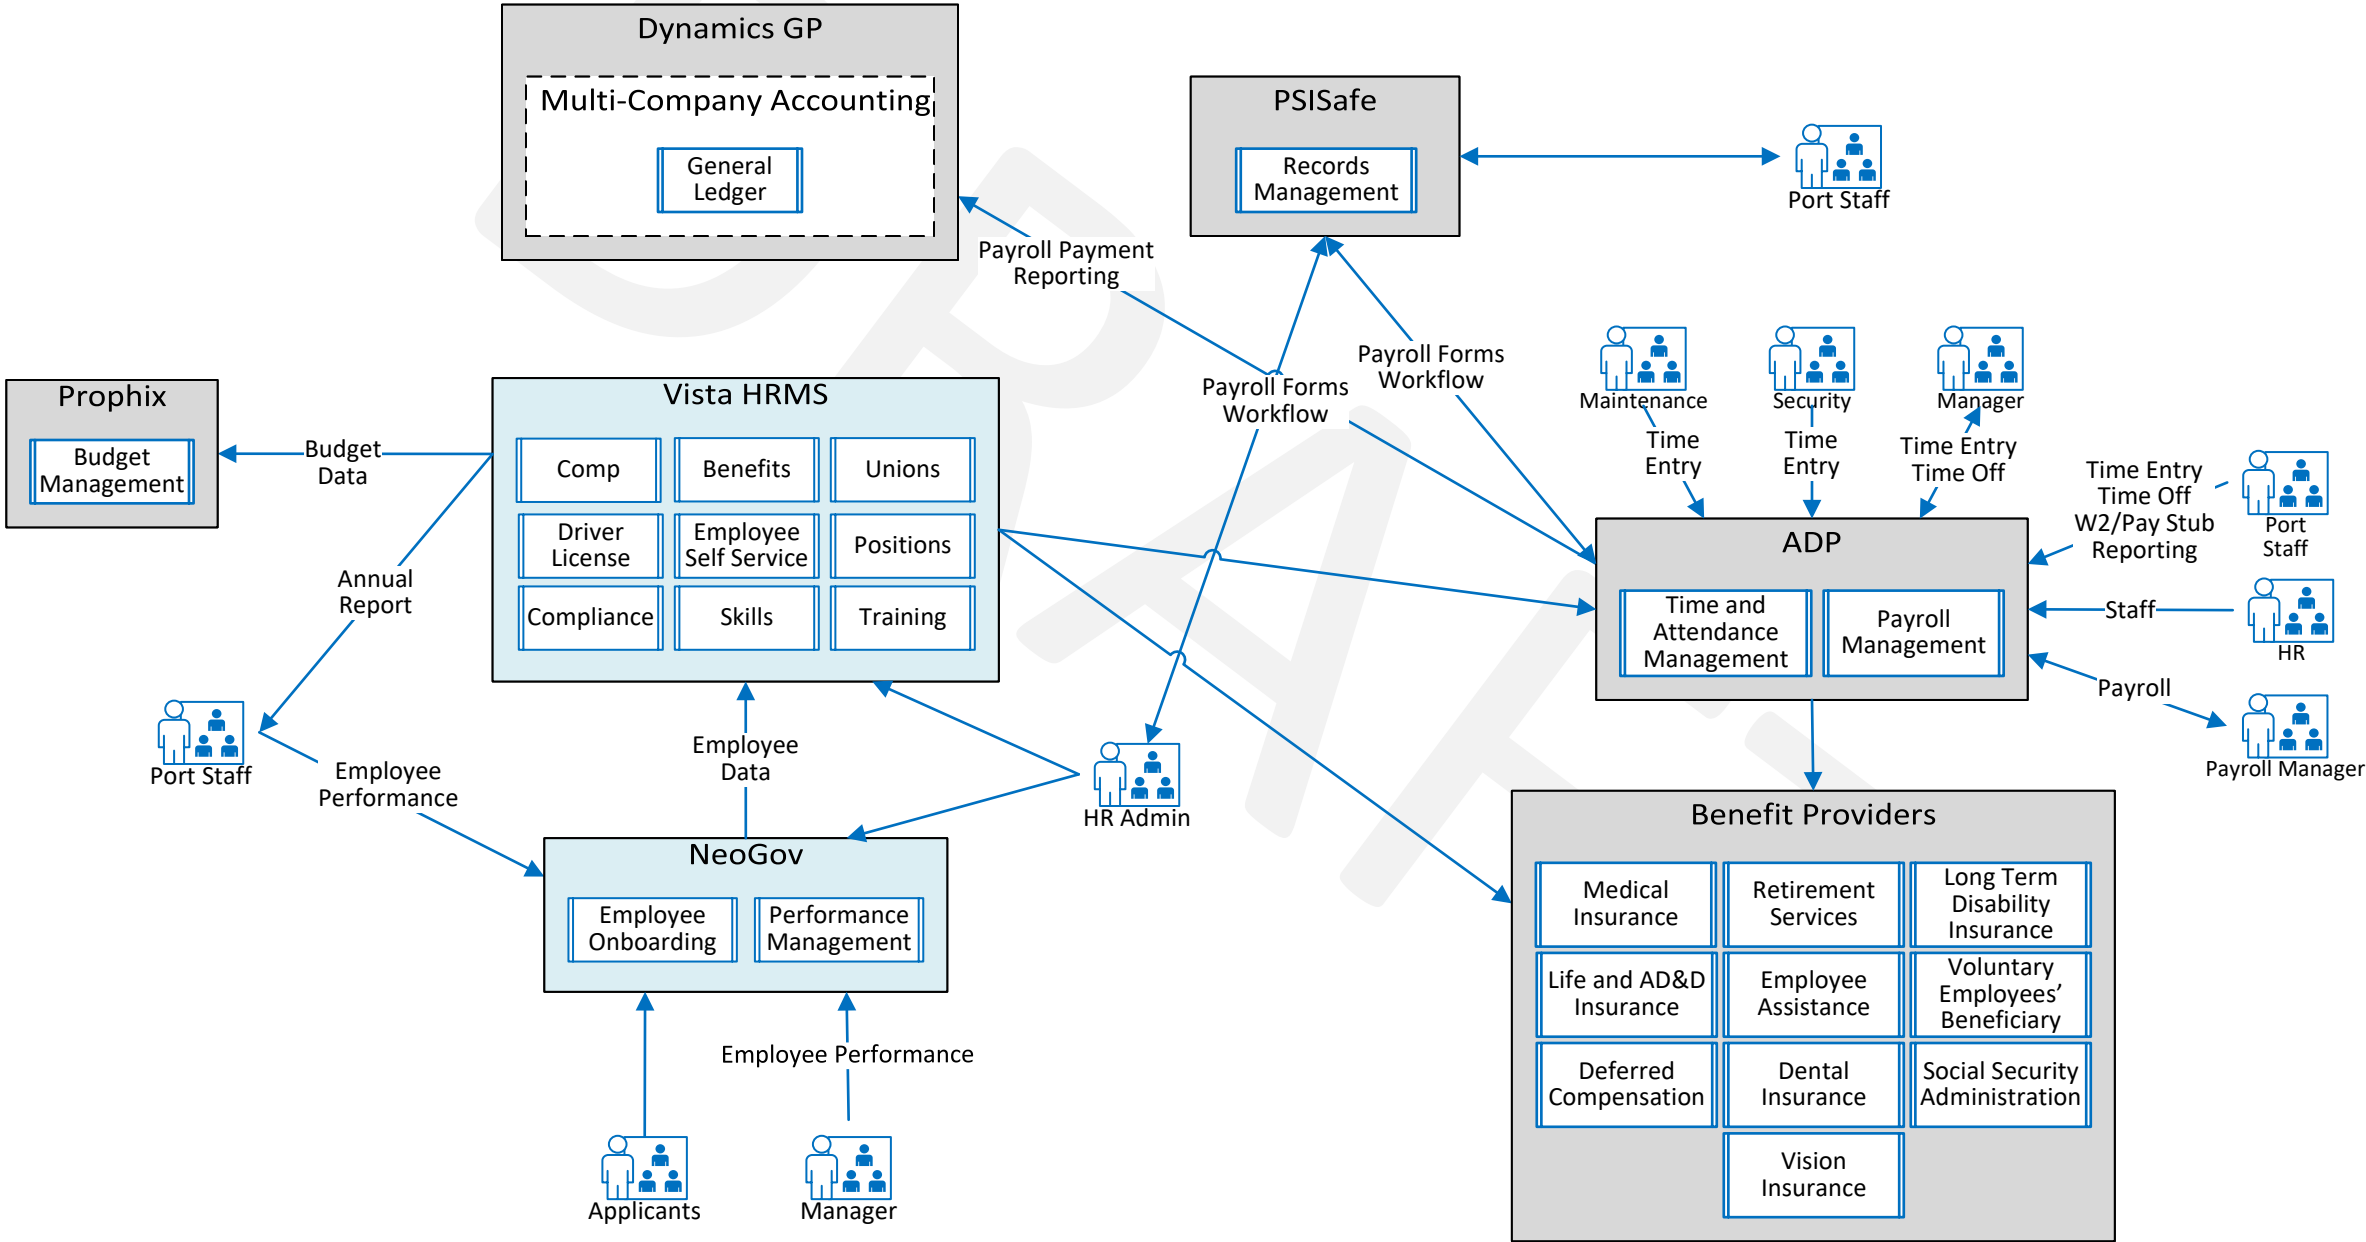 Dynamics GP
Multi-Company Accounting
General
Ledger
PSISafe
Records
Management
Port Staff
Payroll Payment
Reporting
Payroll Forms
Workflow
Payroll Forms
Workflow
Maintenance
Security
Manager
Time
Entry
Time
Entry
Time Entry
Time Off
Time Entry
Time Off
W2/Pay Stub
Reporting
Port
Staff
Prophix
Budget
Management
Budget
Data
Vista HRMS
Comp
Benefits
Unions
Driver
License
Employee
Self Service
Positions
Compliance
Skills
Training
ADP
Time and
Attendance
Management
Payroll
Management
Staff
HR
Payroll
Payroll Manager
Annual
Report
Port Staff
Employee
Performance
Employee
Data
HR Admin
NeoGov
Employee
Onboarding
Performance
Management
Employee Performance
Applicants
Manager
Benefit Providers
Medical
Insurance
Retirement
Services
Long Term
Disability
Insurance
Life and AD&D
Insurance
Employee
Assistance
Voluntary
Employees’
Beneficiary
Deferred
Compensation
Dental
Insurance
Social Security
Administration
Vision
Insurance
DRAFT